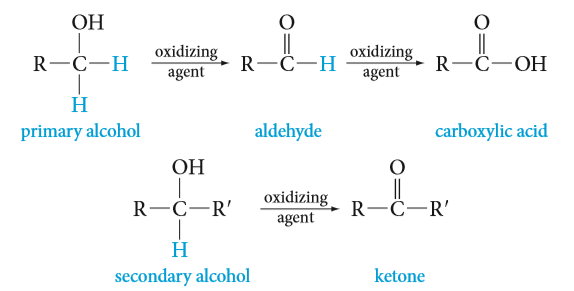 OH O O
R—C—H oxidizing agent R—C—H oxidizing agent R—C—OH
H
primary alcohol aldehyde carboxylic acid
OH O
R—C—R′ oxidizing agent R—C—R′
H
secondary alcohol ketone